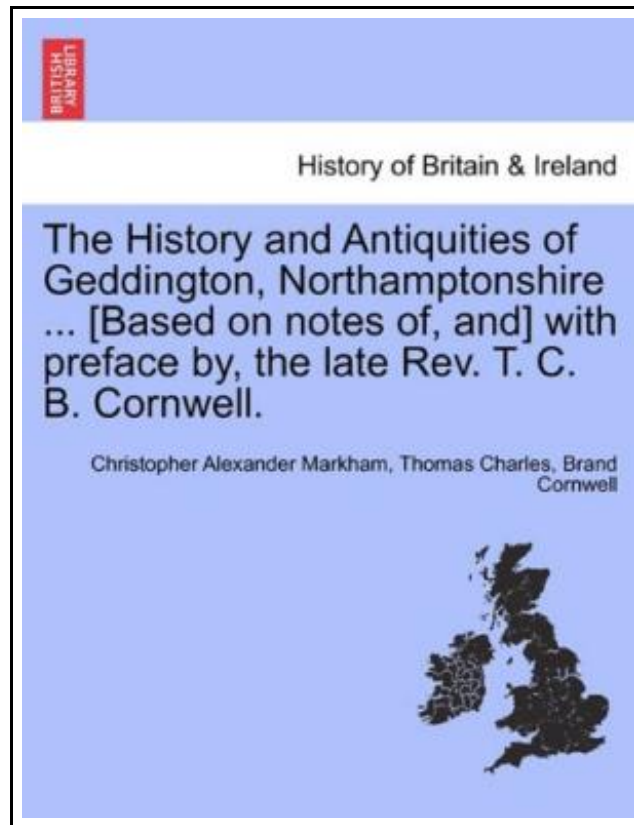 BRITISH
LIBRARY
History of Britain & Ireland
The History and Antiquities of
Geddington, Northamptonshire
... [Based on notes of, and] with
preface by, the late Rev. T. C.
B. Cornwell.
Christopher Alexander Markham, Thomas Charles, Brand
Cornwell